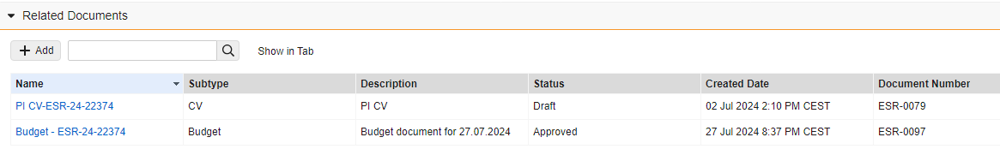 Related Documents
Add Show in Tab
Name Subtype Description Status Created Date Document Number
PI CV-ESR-24-22374 CV PI CV Draft 02 Jul 2024 2:10 PM CEST ESR-0079
Budget - ESR-24-22374 Budget Budget document for 27.07.2024 Approved 27 Jul 2024 8:37 PM CEST ESR-0097